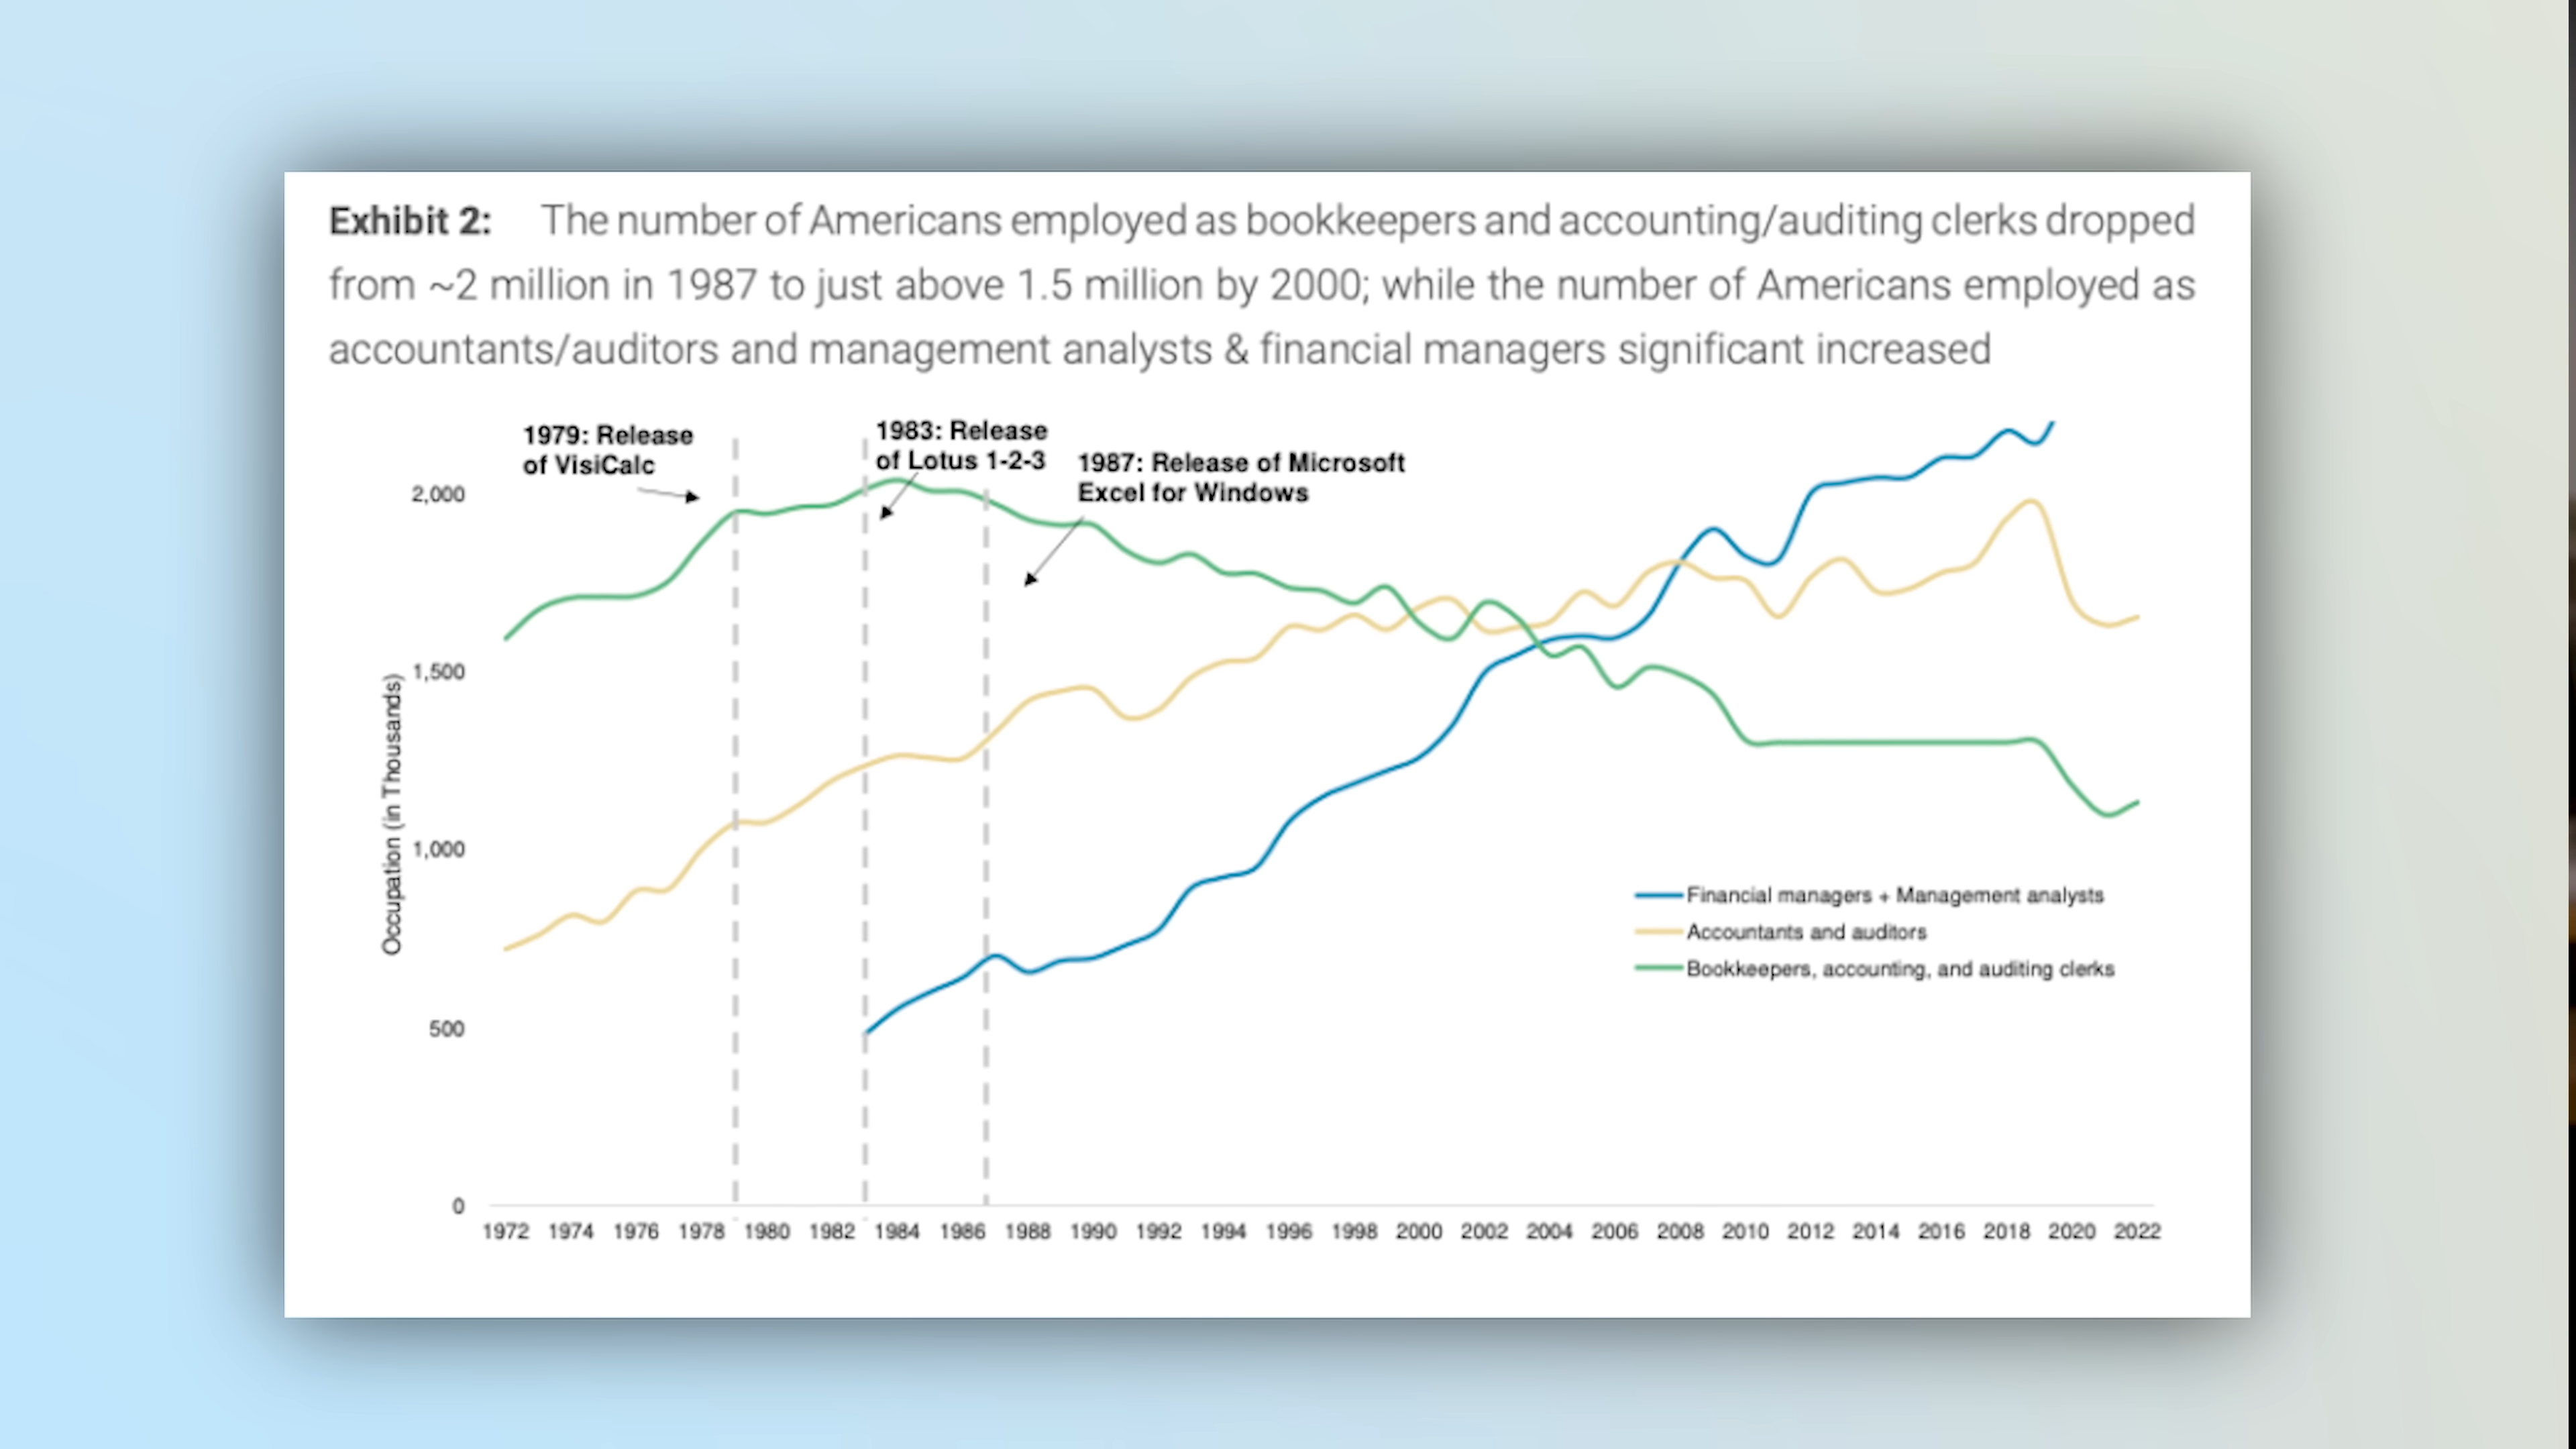 Exhibit 2: The number of Americans employed as bookkeepers and accounting/auditing clerks dropped
from ~2 million in 1987 to just above 1.5 million by 2000; while the number of Americans employed as
accountants/auditors and management analysts & financial managers significant increased
1979: Release
of VisiCalc
1983: Release
of Lotus 1-2-3
1987: Release of Microsoft
Excel for Windows
Occupation (in Thousands)
2,000
1,500
1,000
500
0
Financial managers + Management analysts
Accountants and auditors
Bookkeepers, accounting, and auditing clerks
1972 1974 1976 1978 1980 1982 1984 1986 1988 1990 1992 1994 1996 1998 2000 2002 2004 2006 2008 2010 2012 2014 2016 2018 2020 2022